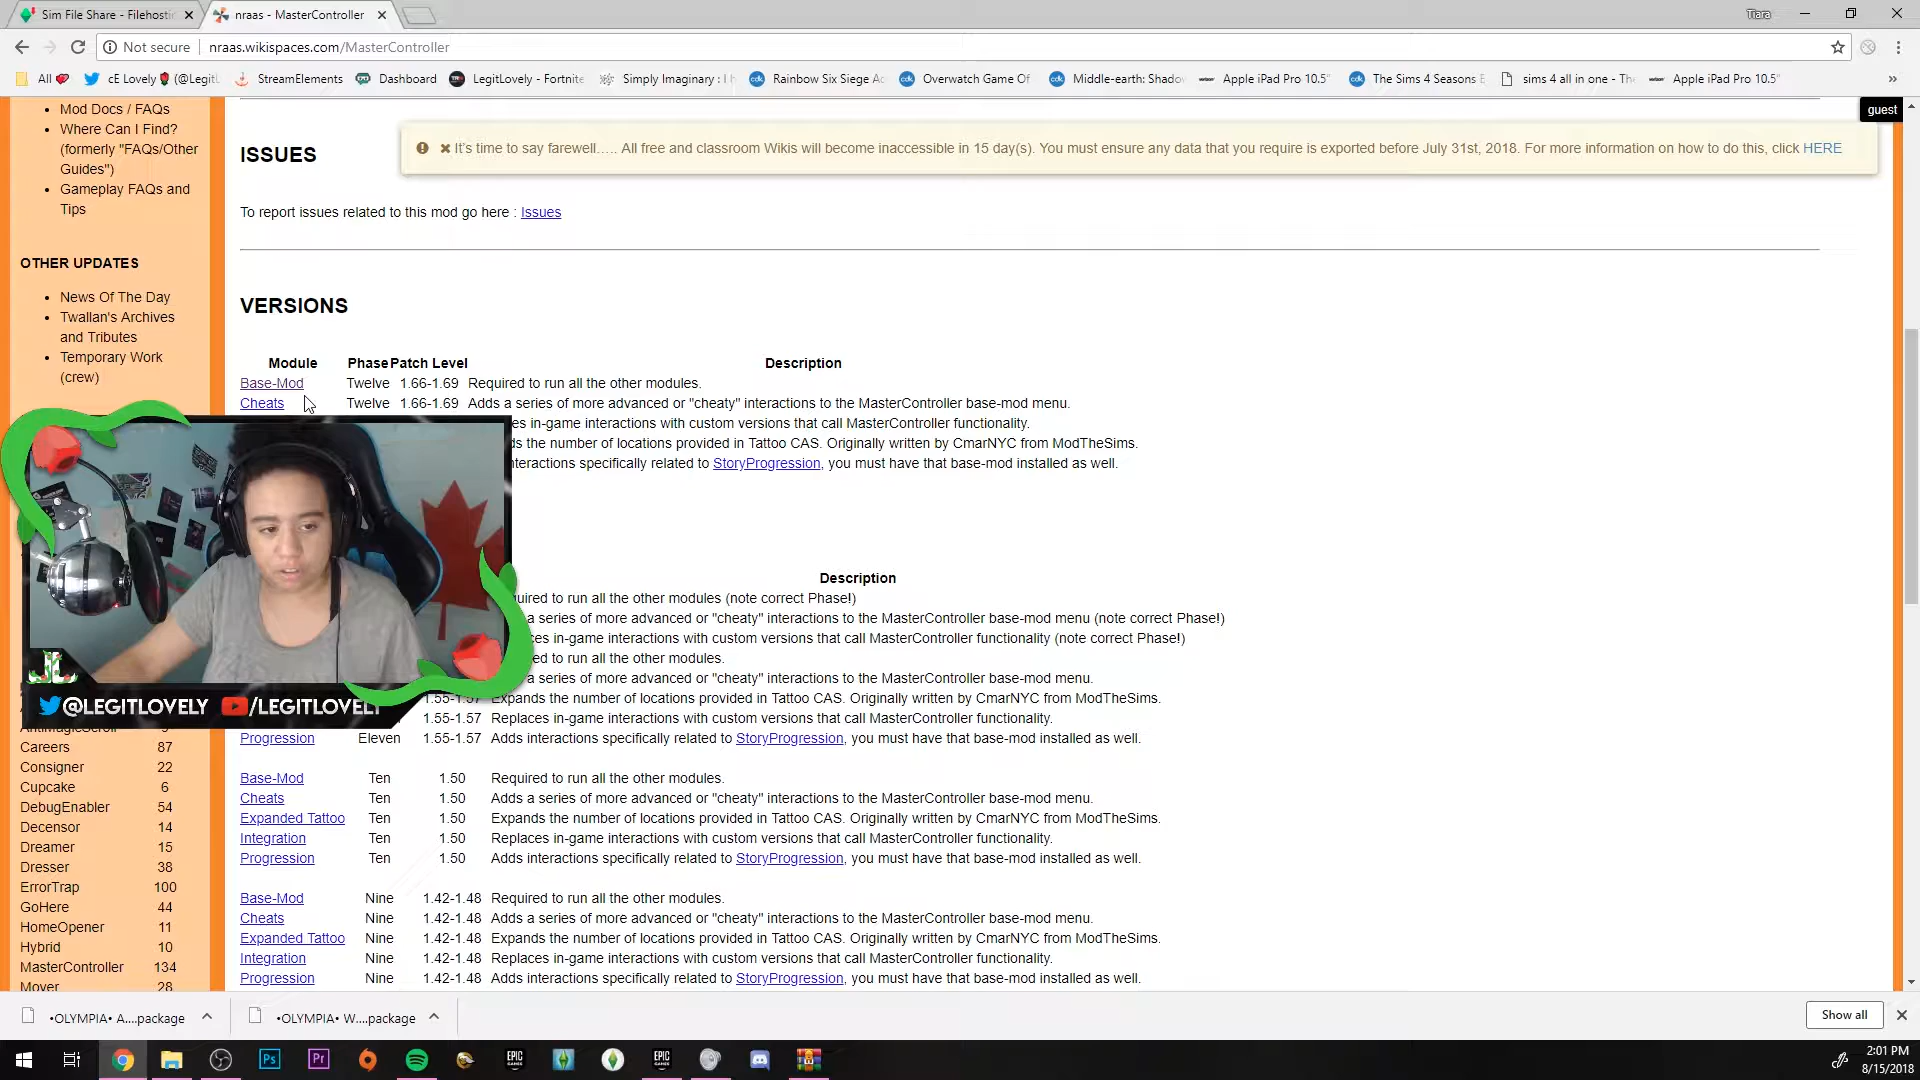 Sim File Share - Filehostin
nraas - MasterController
Tiara
Not secure
nraas.wikispaces.com/MasterController
All
cE Lovely
(@Legit
StreamElements
Dashboard
LegitLovely - Fortnite
Simply Imaginary : I
Rainbow Six Siege Ac
Overwatch Game Of
Middle-earth: Shado
Apple iPad Pro 10.5"
The Sims 4 Seasons E
sims 4 all in one - Th
Apple iPad Pro 10.5"
»
guest
Mod Docs / FAQs
Where Can I Find?
(formerly "FAQs/Other
Guides")
Gameplay FAQs and
Tips
OTHER UPDATES
News Of The Day
Twallan's Archives
and Tributes
Temporary Work
(crew)
ISSUES
It's time to say farewell..... All free and classroom Wikis will become inaccessible in 15 day(s). You must ensure any data that you require is exported before July 31st, 2018. For more information on how to do this, click HERE
To report issues related to this mod go here : Issues
VERSIONS
Module Phase Patch Level Description
Base-Mod Twelve 1.66-1.69 Required to run all the other modules.
Cheats Twelve 1.66-1.69 Adds a series of more advanced or "cheaty" interactions to the MasterController base-mod menu.
es in-game interactions with custom versions that call MasterController functionality.
ds the number of locations provided in Tattoo CAS. Originally written by CmarNYC from ModTheSims.
interactions specifically related to StoryProgression, you must have that base-mod installed as well.
Description
uired to run all the other modules (note correct Phase!)
a series of more advanced or "cheaty" interactions to the MasterController base-mod menu (note correct Phase!)
ces in-game interactions with custom versions that call MasterController functionality (note correct Phase!)
ed to run all the other modules.
a series of more advanced or "cheaty" interactions to the MasterController base-mod menu.
1.55-1.57 Expands the number of locations provided in Tattoo CAS. Originally written by CmarNYC from ModTheSims.
1.55-1.57 Replaces in-game interactions with custom versions that call MasterController functionality.
Progression Eleven 1.55-1.57 Adds interactions specifically related to StoryProgression, you must have that base-mod installed as well.
Base-Mod Ten 1.50 Required to run all the other modules.
Cheats Ten 1.50 Adds a series of more advanced or "cheaty" interactions to the MasterController base-mod menu.
Expanded Tattoo Ten 1.50 Expands the number of locations provided in Tattoo CAS. Originally written by CmarNYC from ModTheSims.
Integration Ten 1.50 Replaces in-game interactions with custom versions that call MasterController functionality.
Progression Ten 1.50 Adds interactions specifically related to StoryProgression, you must have that base-mod installed as well.
Base-Mod Nine 1.42-1.48 Required to run all the other modules.
Cheats Nine 1.42-1.48 Adds a series of more advanced or "cheaty" interactions to the MasterController base-mod menu.
Expanded Tattoo Nine 1.42-1.48 Expands the number of locations provided in Tattoo CAS. Originally written by CmarNYC from ModTheSims.
Integration Nine 1.42-1.48 Replaces in-game interactions with custom versions that call MasterController functionality.
Progression Nine 1.42-1.48 Adds interactions specifically related to StoryProgression, you must have that base-mod installed as well.
JL
@LEGITLOVELY /LEGITLOVELY
AntiMagicScroll
Careers 87
Consigner 22
Cupcake 6
DebugEnabler 54
Decensor 14
Dreamer 15
Dresser 38
ErrorTrap 100
GoHere 44
HomeOpener 11
Hybrid 10
MasterController 134
Mover 28
•OLYMPIA• A....package
•OLYMPIA• W....package
Show all
Ps
Pr
EPIC GAMES
EPIC GAMES
2:01 PM
8/15/2018